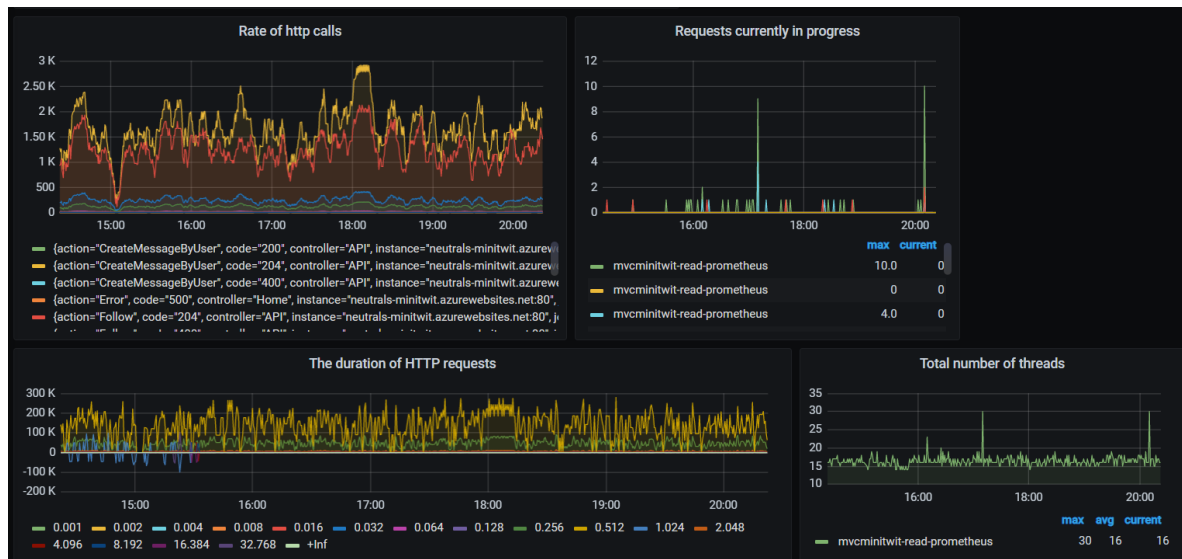 Rate of http calls
3 K
2.50 K
2 K
1.50 K
1 K
500
0
15:00 16:00 17:00 18:00 19:00 20:00
{action="CreateMessageByUser", code="200", controller="API", instance="neutrals-minitwit.azurew
{action="CreateMessageByUser", code="204", controller="API", instance="neutrals-minitwit.azurew
{action="CreateMessageByUser", code="400", controller="API", instance="neutrals-minitwit.azurew
{action="Error", code="500", controller="Home", instance="neutrals-minitwit.azurewebsites.net:80",
{action="Follow", code="204", controller="API", instance="neutrals-minitwit.azurewebsites.net:80", j
Requests currently in progress
12
10
8
6
4
2
0
16:00 18:00 20:00
max current
mvcminitwit-read-prometheus 10.0 0
mvcminitwit-read-prometheus 0 0
mvcminitwit-read-prometheus 4.0 0
The duration of HTTP requests
300 K
200 K
100 K
0
-100 K
-200 K
15:00 16:00 17:00 18:00 19:00 20:00
0.001 0.002 0.004 0.008 0.016 0.032 0.064 0.128 0.256 0.512 1.024 2.048
4.096 8.192 16.384 32.768 +Inf
Total number of threads
35
30
25
20
15
10
16:00 18:00 20:00
max avg current
mvcminitwit-read-prometheus 30 16 16